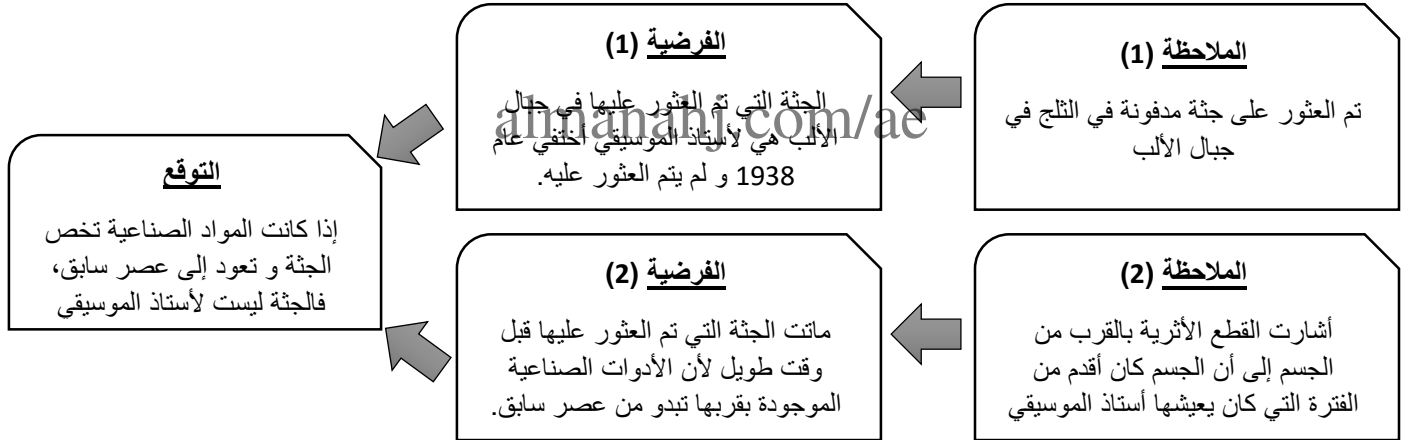 الملاحظة (1)
تم العثور على جثة مدفونة في الثلج في
جبال الألب
الفرضية (1)
الجثة التي تم العثور عليها في جبال
الألب هي لأستاذ الموسيقي أختفي عام
1938 و لم يتم العثور عليه.
almanahj.com/ae
الملاحظة (2)
أشارت القطع الأثرية بالقرب من
الجسم إلى أن الجسم كان أقدم من
الفترة التي كان يعيشها أستاذ الموسيقي
الفرضية (2)
ماتت الجثة التي تم العثور عليها قبل
وقت طويل لأن الأدوات الصناعية
الموجودة بقربها تبدو من عصر سابق.
التوقع
إذا كانت المواد الصناعية تخص
الجثة و تعود إلى عصر سابق،
فالجثة ليست لأستاذ الموسيقي